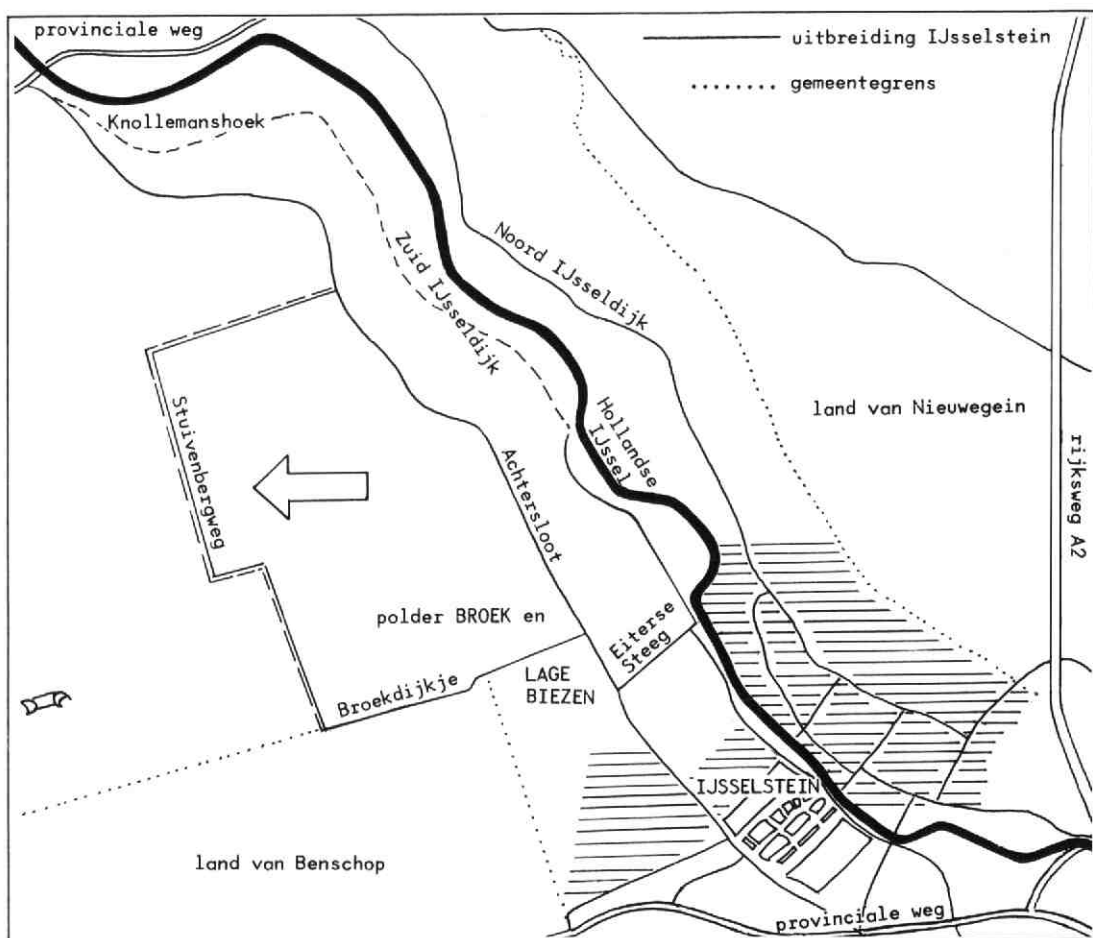 provinciale weg
uitbreiding IJsselstein
gemeentegrens
Knollemanshoek
Zuid IJsseldijk
Noord IJsseldijk
Hollandse
IJssel
land van Nieuwegein
rijksweg A2
Stuivenbergweg
Achtersloot
polder BROEK en
Eiterse
Steeg
LAGE
BIEZEN
Broekdijkje
IJSSELSTEIN
land van Benschop
provinciale weg